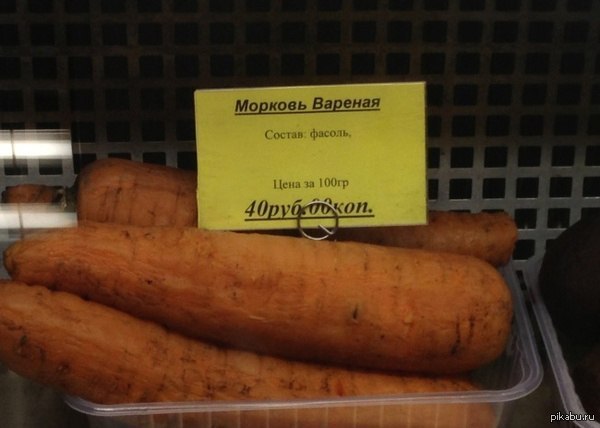 Морковь Вареная
Состав: фасоль,
Цена за 100гр
40руб.00коп.
pikabu.ru